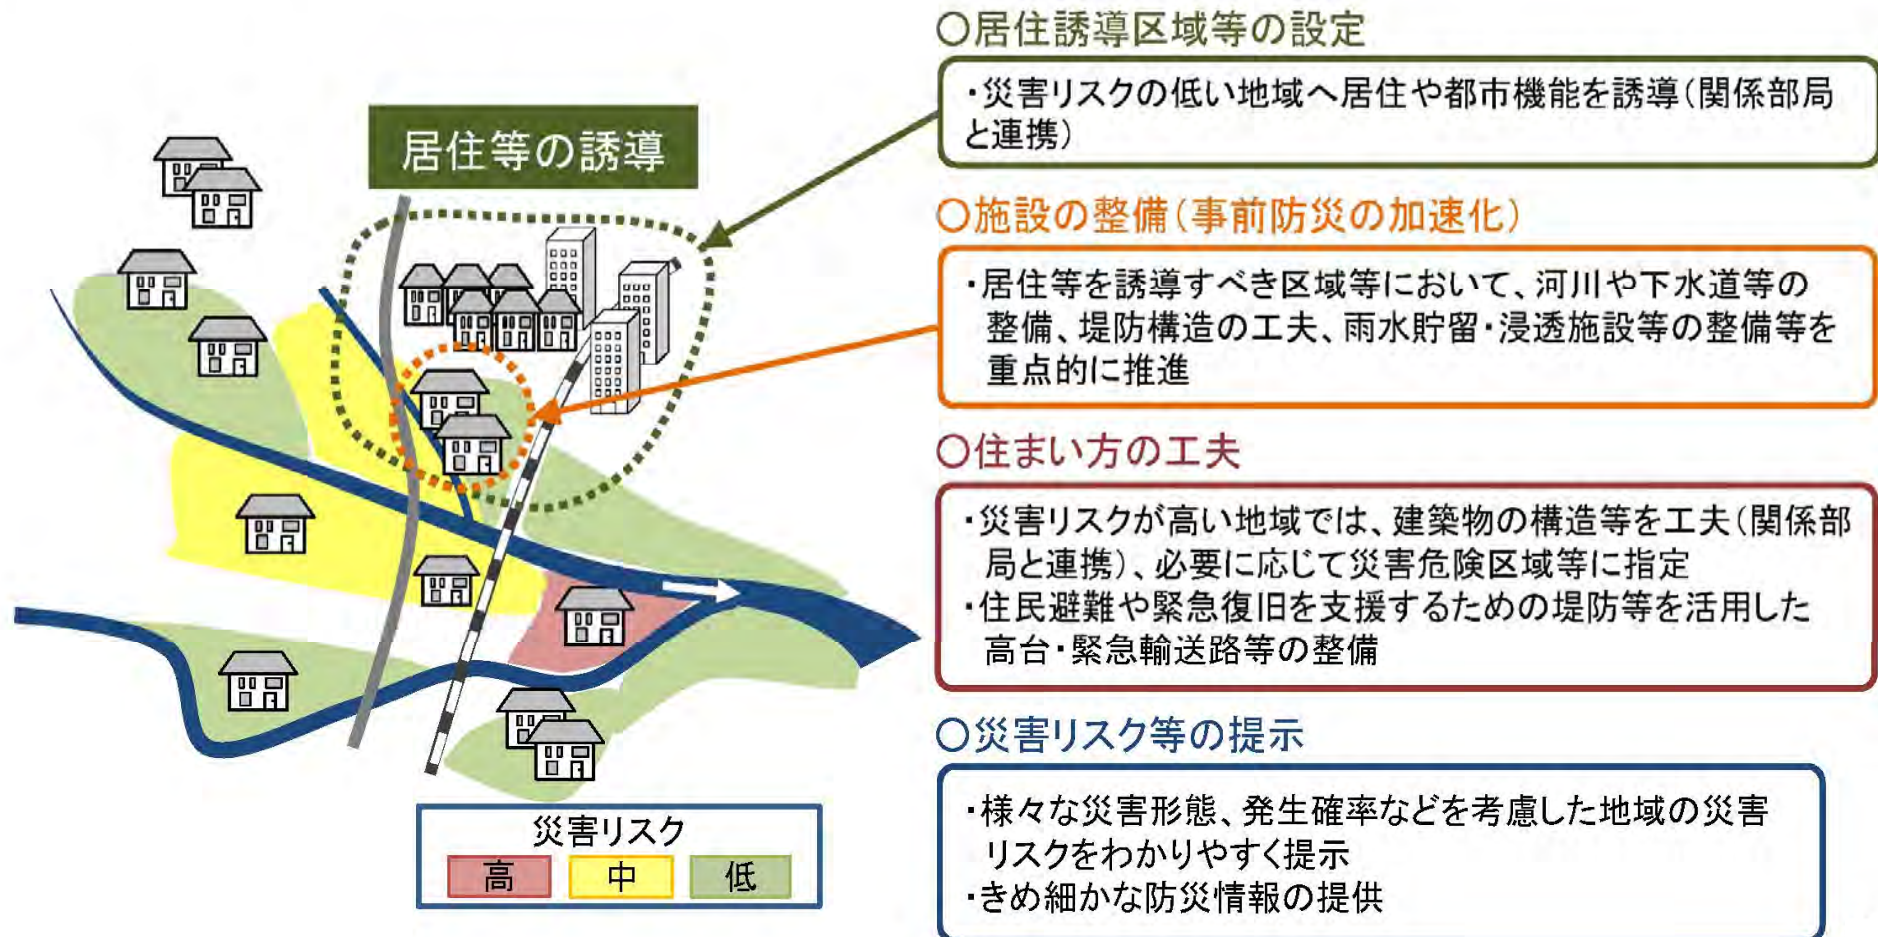 居住等の誘導
災害リスク
高 中 低
○居住誘導区域等の設定
・災害リスクの低い地域へ居住や都市機能を誘導(関係部局
と連携)
○施設の整備(事前防災の加速化)
・居住等を誘導すべき区域等において、河川や下水道等の
整備、堤防構造の工夫、雨水貯留・浸透施設等の整備等を
重点的に推進
○住まい方の工夫
・災害リスクが高い地域では、建築物の構造等を工夫(関係部
局と連携)、必要に応じて災害危険区域等に指定
・住民避難や緊急復旧を支援するための堤防等を活用した
高台・緊急輸送路等の整備
○災害リスク等の提示
・様々な災害形態、発生確率などを考慮した地域の災害
リスクをわかりやすく提示
・きめ細かな防災情報の提供